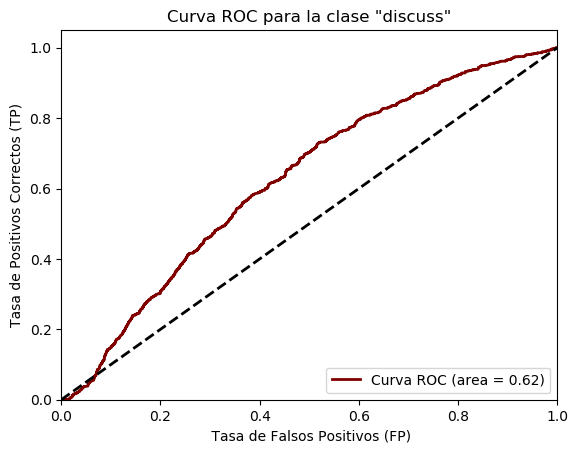 Curva ROC para la clase "discuss"
Tasa de Positivos Correctos (TP)
1.0
0.8
0.6
0.4
0.2
0.0
Curva ROC (area = 0.62)
0.0 0.2 0.4 0.6 0.8 1.0
Tasa de Falsos Positivos (FP)